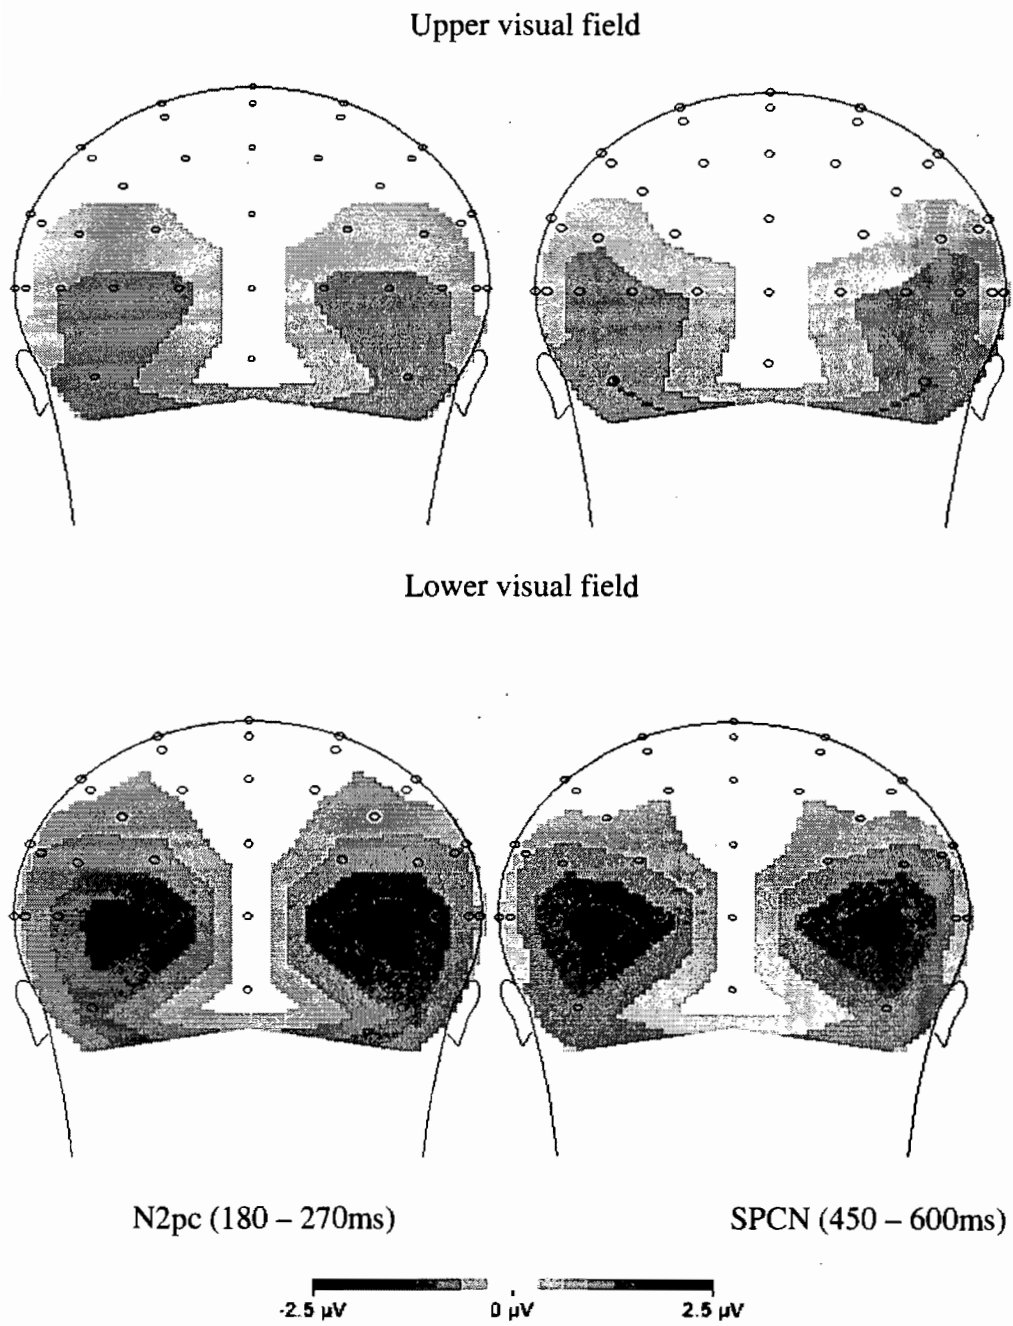 Upper visual field
Lower visual field
N2pc (180 – 270ms)
SPCN (450 – 600ms)
-2.5 µV
0 µV
2.5 µV